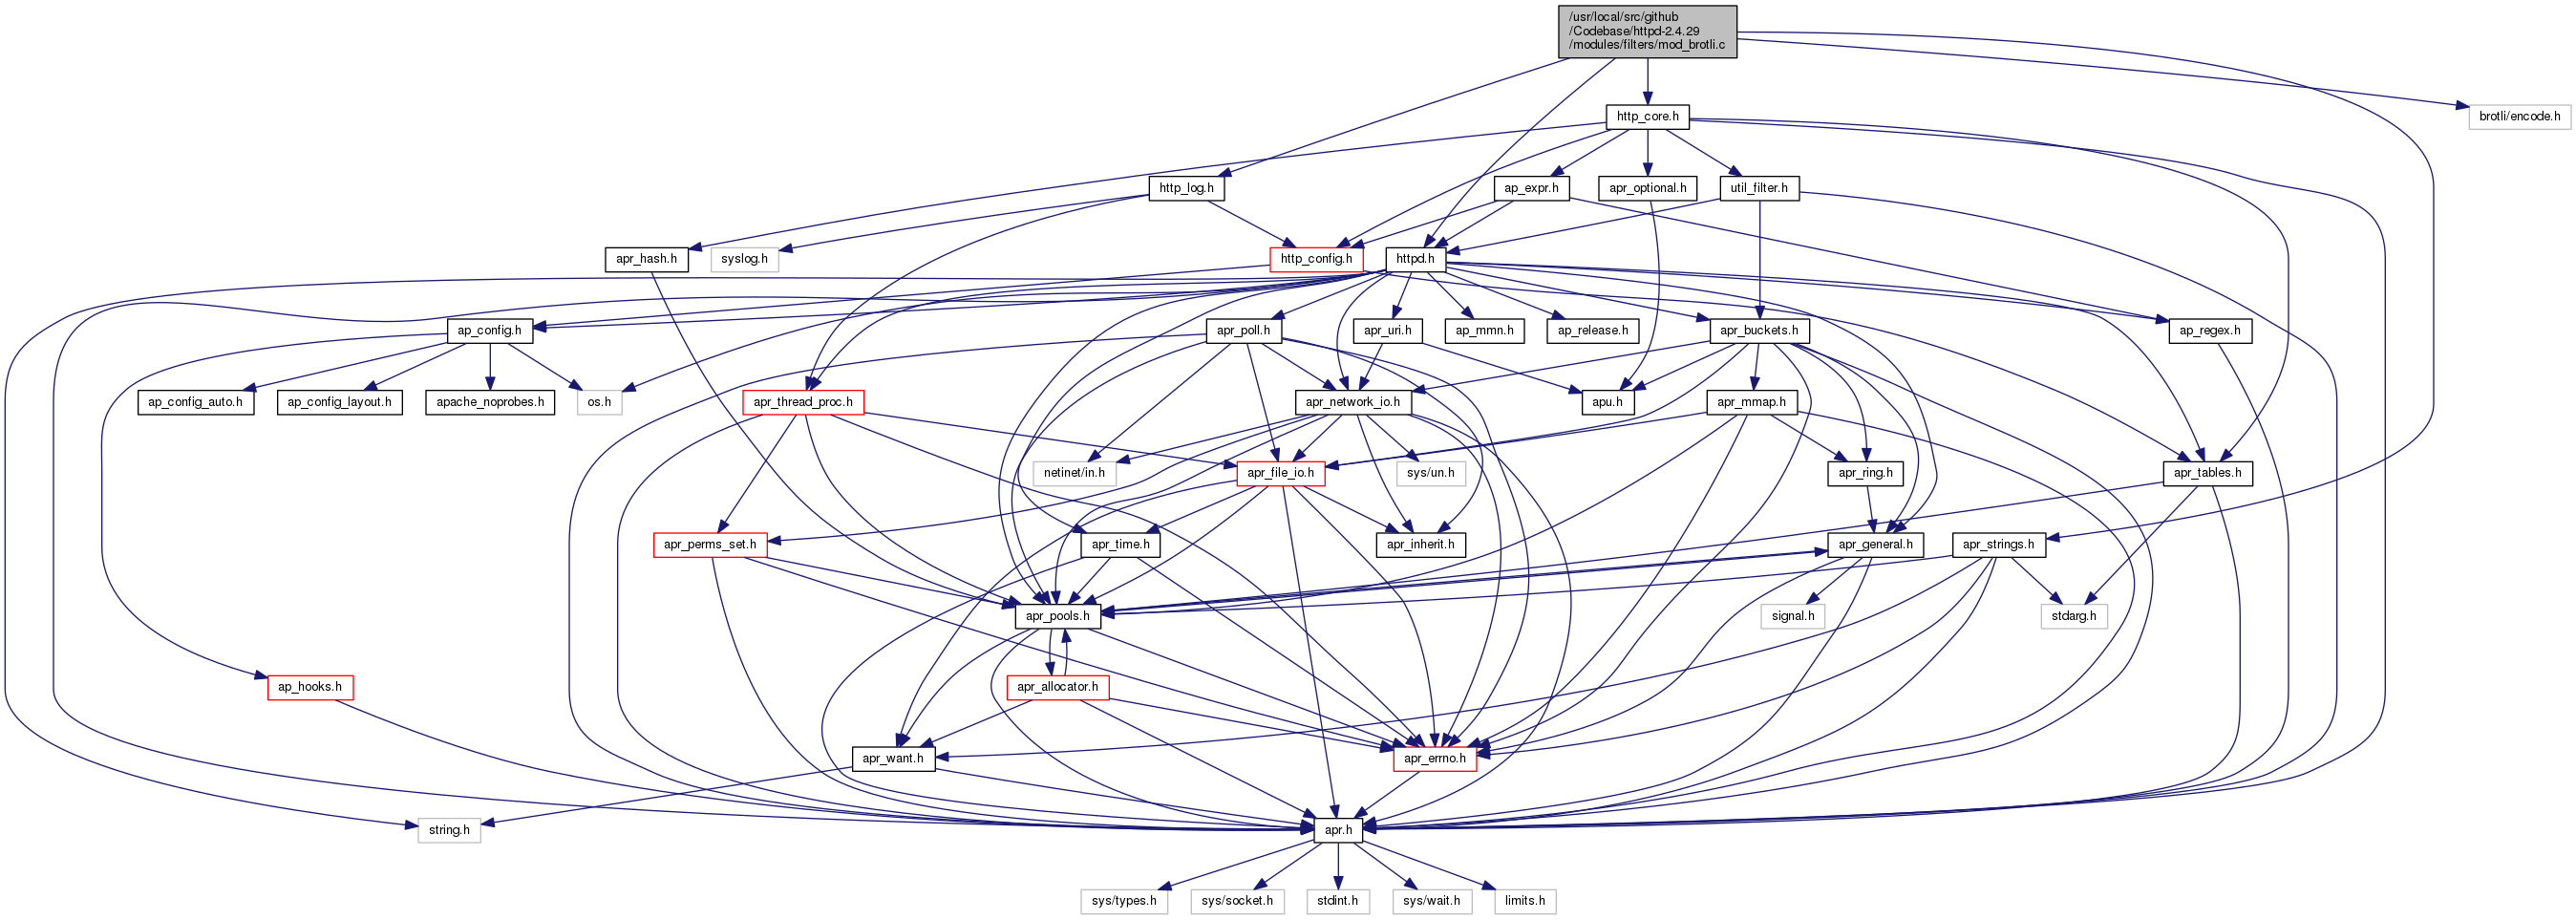 /usr/local/src/github
/Codebase/httpd-2.4.29
/modules/filters/mod_brotli.c
http_core.h
brotli/encode.h
http_log.h
ap_expr.h
apr_optional.h
util_filter.h
apr_hash.h
syslog.h
http_config.h
httpd.h
ap_config.h
apr_poll.h
apr_uri.h
ap_mmn.h
ap_release.h
apr_buckets.h
ap_regex.h
ap_config_auto.h
ap_config_layout.h
apache_noprobes.h
os.h
apr_thread_proc.h
apr_network_io.h
apu.h
apr_mmap.h
netinet/in.h
apr_file_io.h
sys/un.h
apr_ring.h
apr_tables.h
apr_perms_set.h
apr_time.h
apr_inherit.h
apr_general.h
apr_strings.h
apr_pools.h
signal.h
stdarg.h
ap_hooks.h
apr_allocator.h
apr_want.h
apr_errno.h
string.h
apr.h
sys/types.h
sys/socket.h
stdint.h
sys/wait.h
limits.h